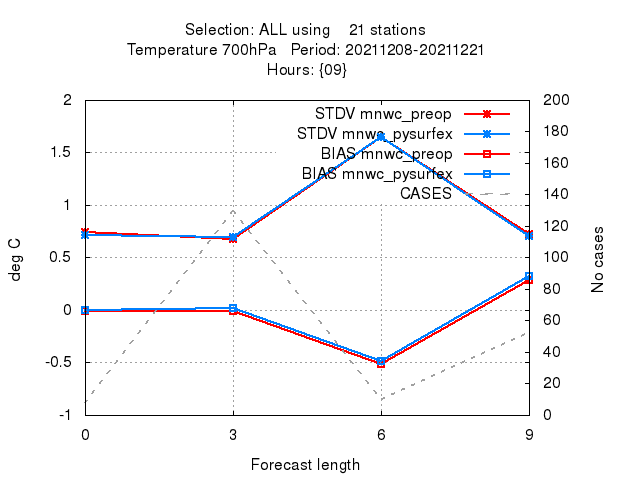 Selection: ALL using    21 stations
Temperature 700hPa   Period: 20211208-20211221
Hours: {09}
STDV mnwc_preop
STDV mnwc_pysurfex
BIAS mnwc_preop
BIAS mnwc_pysurfex
CASES
2
1.5
1
0.5
0
-0.5
-1
deg C
200
180
160
140
120
100
80
60
40
20
0
No cases
0 3 6 9
Forecast length